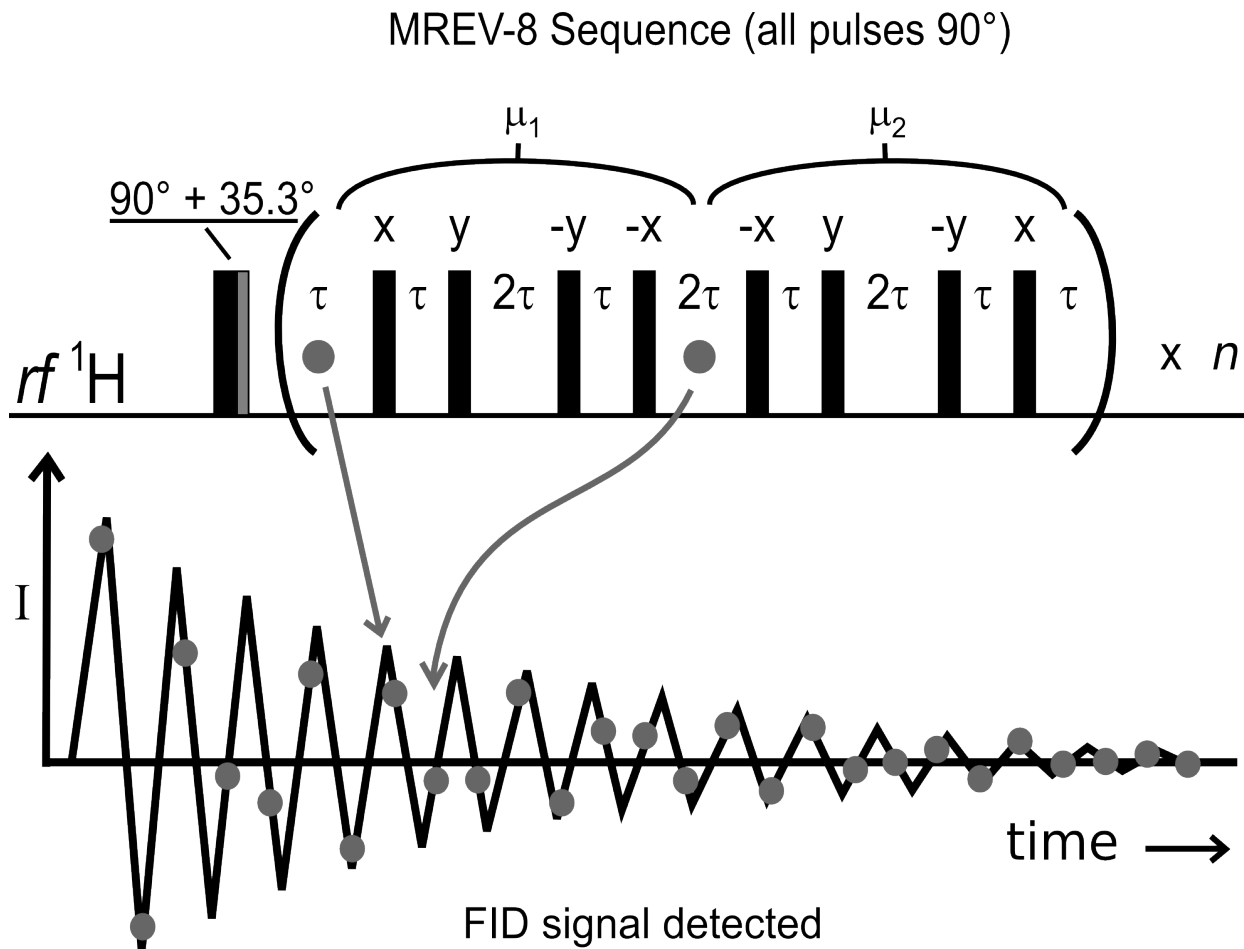 MREV-8 Sequence (all pulses 90°)
μ1 μ2
90° + 35.3°
x y -y -x -x y -y x
τ τ 2τ τ 2τ τ 2τ τ τ
rf ¹H
x n
I
time
FID signal detected